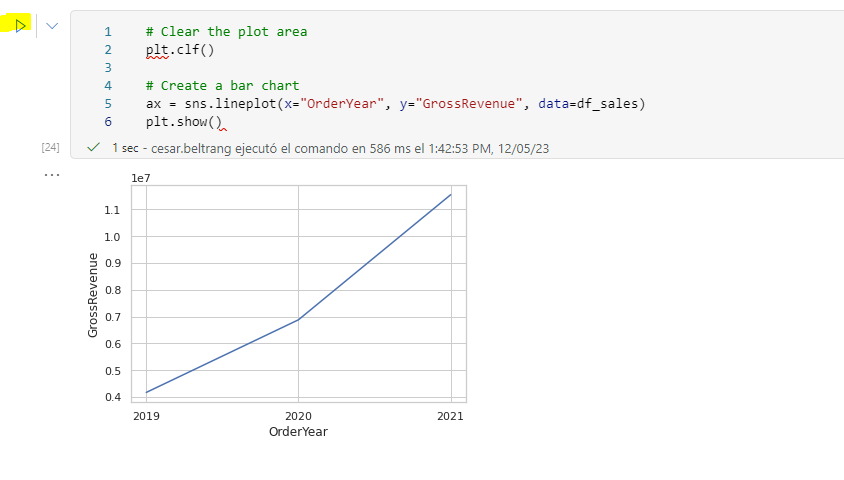 1 # Clear the plot area
2 plt.clf()
3
4 # Create a bar chart
5 ax = sns.lineplot(x="OrderYear", y="GrossRevenue", data=df_sales)
6 plt.show()
[24] 1 sec - cesar.beltrang ejecutó el comando en 586 ms el 1:42:53 PM, 12/05/23
...
1e7
1.1
1.0
0.9
0.8
0.7
0.6
0.5
0.4
GrossRevenue
2019 2020 2021
OrderYear